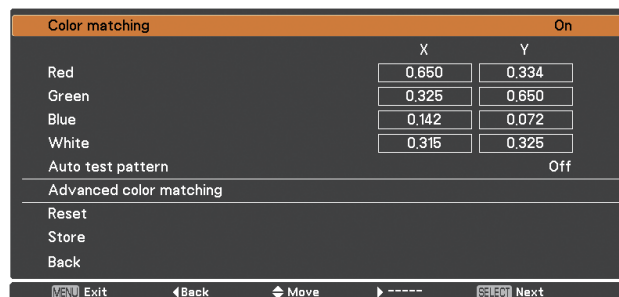 Color matching On
X Y
Red 0.650 0.334
Green 0.325 0.650
Blue 0.142 0.072
White 0.315 0.325
Auto test pattern Off
Advanced color matching
Reset
Store
Back
MENU Exit ◀Back ◆Move ▶----- SELECT Next